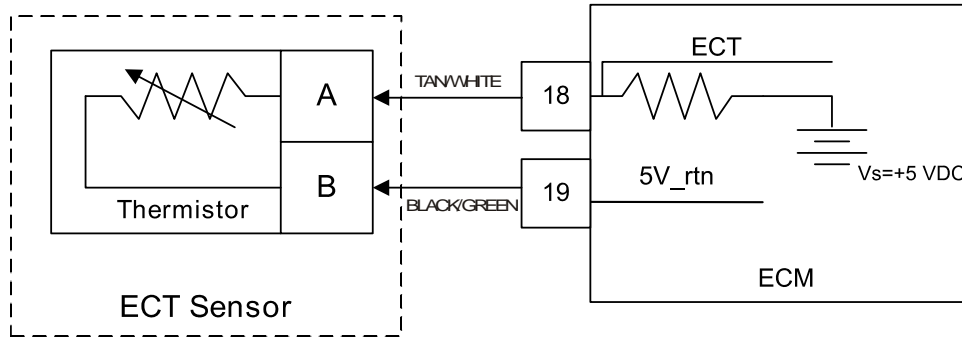 ECT
A
TAN/WHITE
18
B
BLACK/GREEN
19
5V_rtn
Vs=+5 VDC
Thermistor
ECT Sensor
ECM